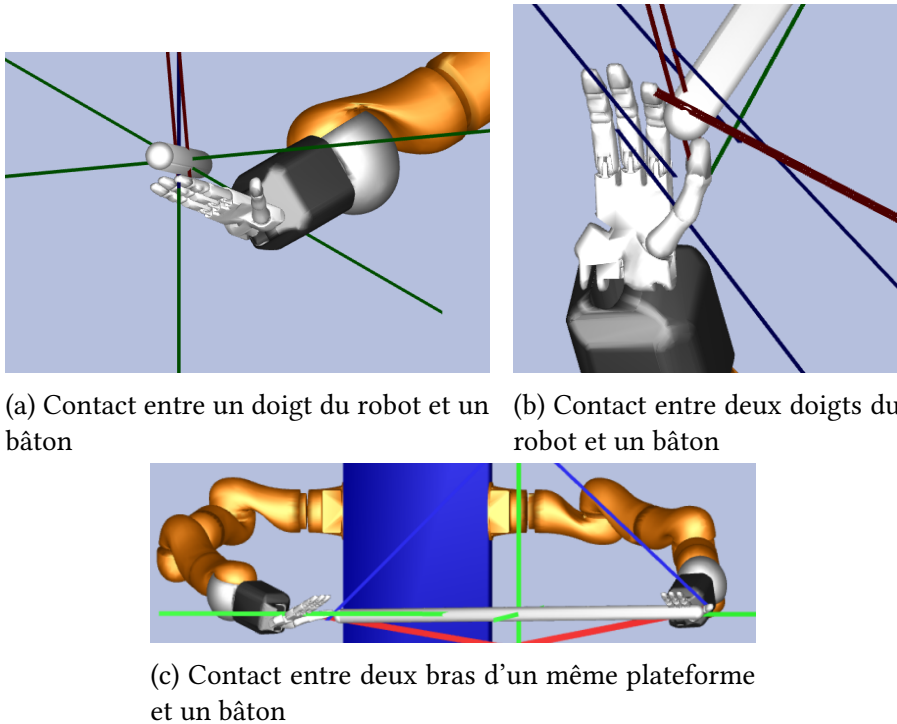 (a) Contact entre un doigt du robot et un
bâton
(b) Contact entre deux doigts du
robot et un bâton
(c) Contact entre deux bras d'un même plateforme
et un bâton